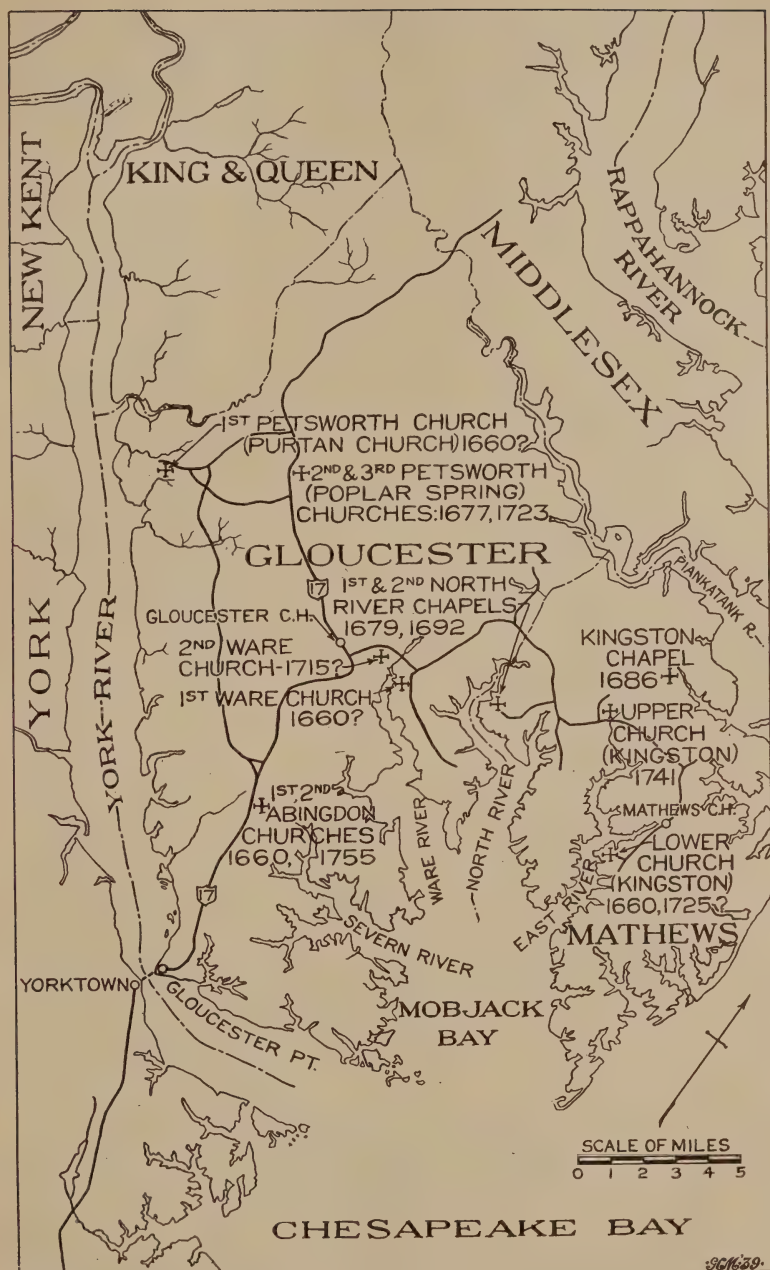 NEW KENT
KING & QUEEN
MIDDLESEX
RAPPAHANNOCK
RIVER
1ST PETSWORTH CHURCH
(PURTAN CHURCH) 1660?
2ND & 3RD PETSWORTH
(POPLAR SPRING)
CHURCHES: 1677, 1723
GLOUCESTER
17
1ST & 2ND NORTH
RIVER CHAPELS
1679, 1692
GLOUCESTER C.H.
2ND WARE
CHURCH-1715?
1ST WARE CHURCH
1660?
PIANKATANK R.
KINGSTON
CHAPEL
1686
UPPER
CHURCH
(KINGSTON)
1741
MATHEWS C.H.
LOWER
CHURCH
(KINGSTON)
1660, 1725?
YORK
YORK RIVER
1ST, 2ND
ABINGDON
CHURCHES
1660, 1755
17
WARE RIVER
NORTH RIVER
EAST RIVER
MATHEWS
SEVERN RIVER
MOBJACK
BAY
YORKTOWN
GLOUCESTER PT.
SCALE OF MILES
0 1 2 3 4 5
CHESAPEAKE BAY